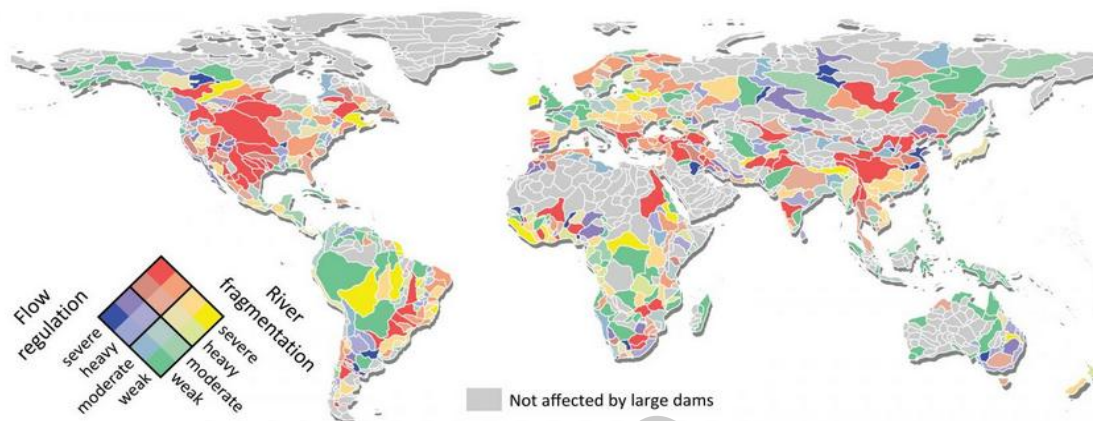 Flow
regulation
severe
heavy
moderate
weak
River
fragmentation
severe
heavy
moderate
weak
Not affected by large dams